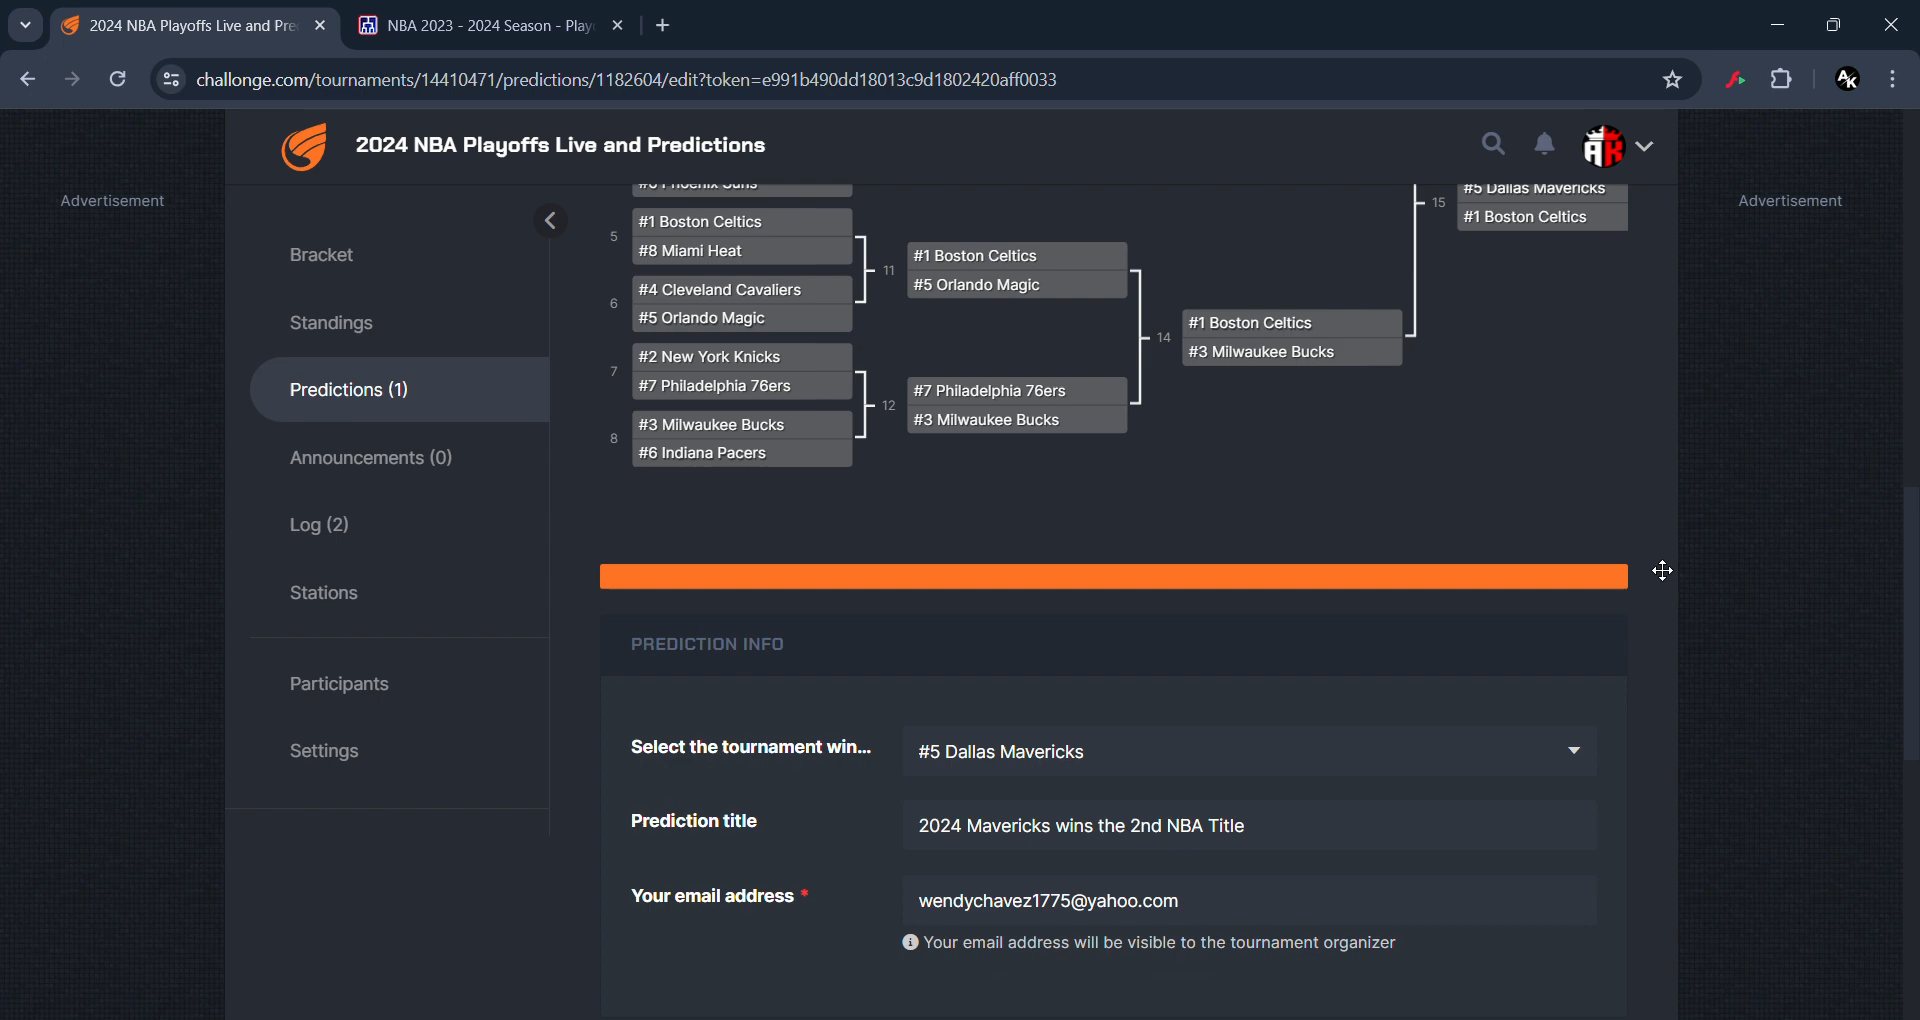 2024 NBA Playoffs Live and Pre
NBA 2023 - 2024 Season - Play
challonge.com/tournaments/14410471/predictions/1182604/edit?token=e991b490dd18013c9d1802420aff0033
2024 NBA Playoffs Live and Predictions
Advertisement
Advertisement
Bracket
Standings
Predictions (1)
Announcements (0)
Log (2)
Stations
Participants
Settings
#6 Phoenix Suns
5
#1 Boston Celtics
#8 Miami Heat
6
#4 Cleveland Cavaliers
#5 Orlando Magic
7
#2 New York Knicks
#7 Philadelphia 76ers
8
#3 Milwaukee Bucks
#6 Indiana Pacers
11
#1 Boston Celtics
#5 Orlando Magic
12
#7 Philadelphia 76ers
#3 Milwaukee Bucks
14
#1 Boston Celtics
#3 Milwaukee Bucks
15
#5 Dallas Mavericks
#1 Boston Celtics
PREDICTION INFO
Select the tournament win...
#5 Dallas Mavericks
Prediction title
2024 Mavericks wins the 2nd NBA Title
Your email address *
wendychavez1775@yahoo.com
Your email address will be visible to the tournament organizer